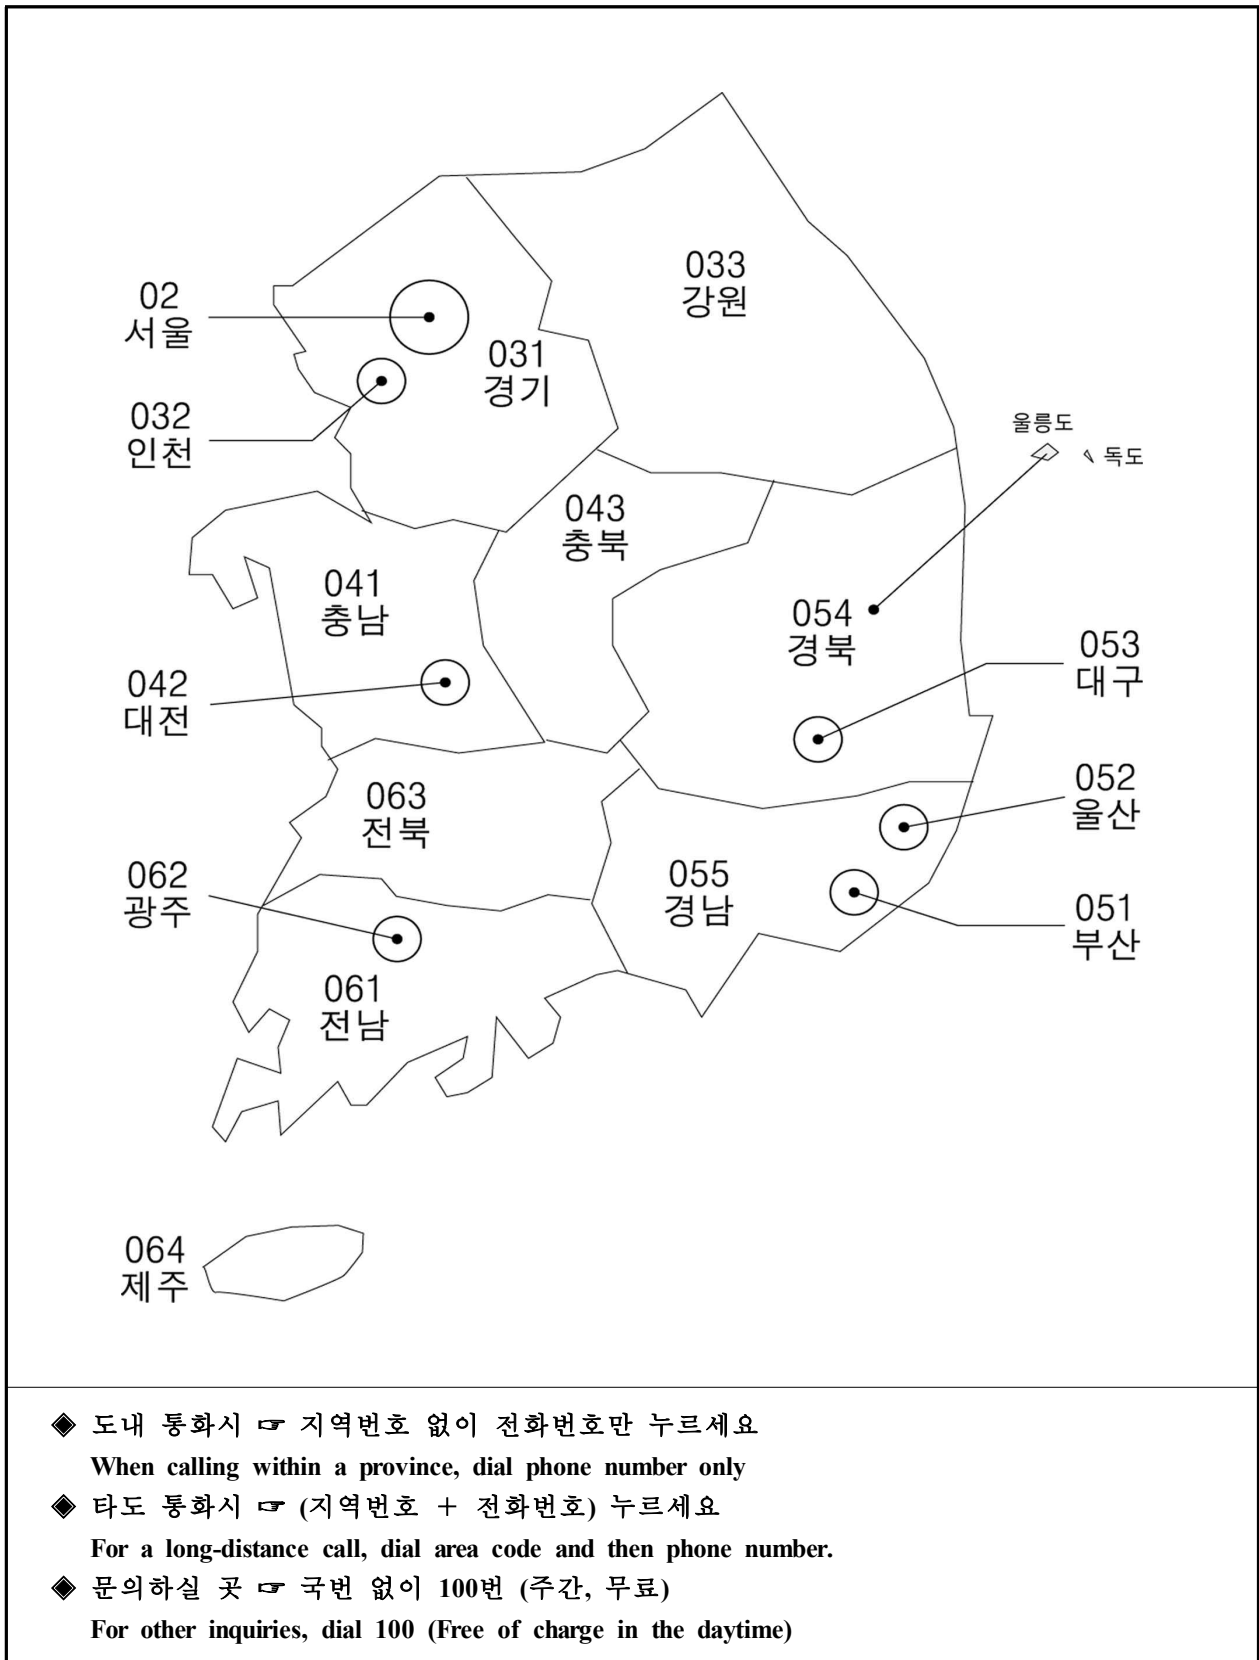 02
서울
033
강원
031
경기
032
인천
울릉도
독도
043
충북
041
충남
054
경북
053
대구
042
대전
052
울산
063
전북
062
광주
055
경남
051
부산
061
전남
064
제주
◈ 도내 통화시 ☞ 지역번호 없이 전화번호만 누르세요
When calling within a province, dial phone number only
◈ 타도 통화시 ☞ (지역번호 + 전화번호) 누르세요
For a long-distance call, dial area code and then phone number.
◈ 문의하실 곳 ☞ 국번 없이 100번 (주간, 무료)
For other inquiries, dial 100 (Free of charge in the daytime)